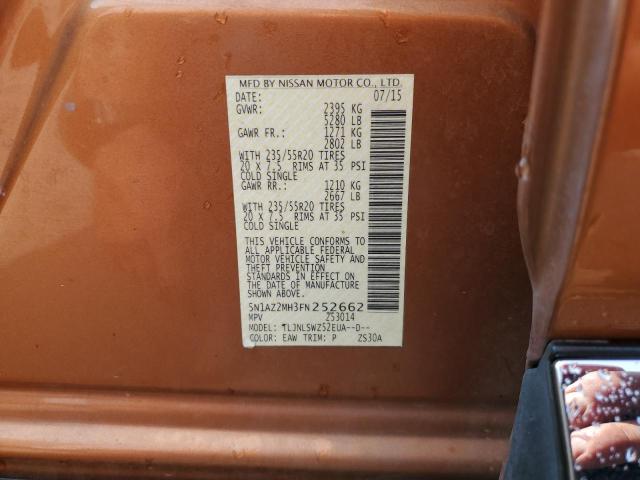 MFD BY NISSAN MOTOR CO., LTD.
DATE: 07/15
GVWR: 2395 KG
5280 LB
GAWR FR.: 1271 KG
2802 LB
WITH 235/55R20 TIRES
20 X 7.5 RIMS AT 35 PSI
COLD SINGLE
GAWR RR.: 1210 KG
2667 LB
WITH 235/55R20 TIRES
20 X 7.5 RIMS AT 35 PSI
COLD SINGLE
THIS VEHICLE CONFORMS TO
ALL APPLICABLE FEDERAL
MOTOR VEHICLE SAFETY AND
THEFT PREVENTION
STANDARDS IN EFFECT ON
THE DATE OF MANUFACTURE
SHOWN ABOVE.
5N1AZ2MH3FN252662
MPV Z53014
MODEL: TLJNLSWZ52EUA--D--
COLOR: EAW TRIM: P ZS30A